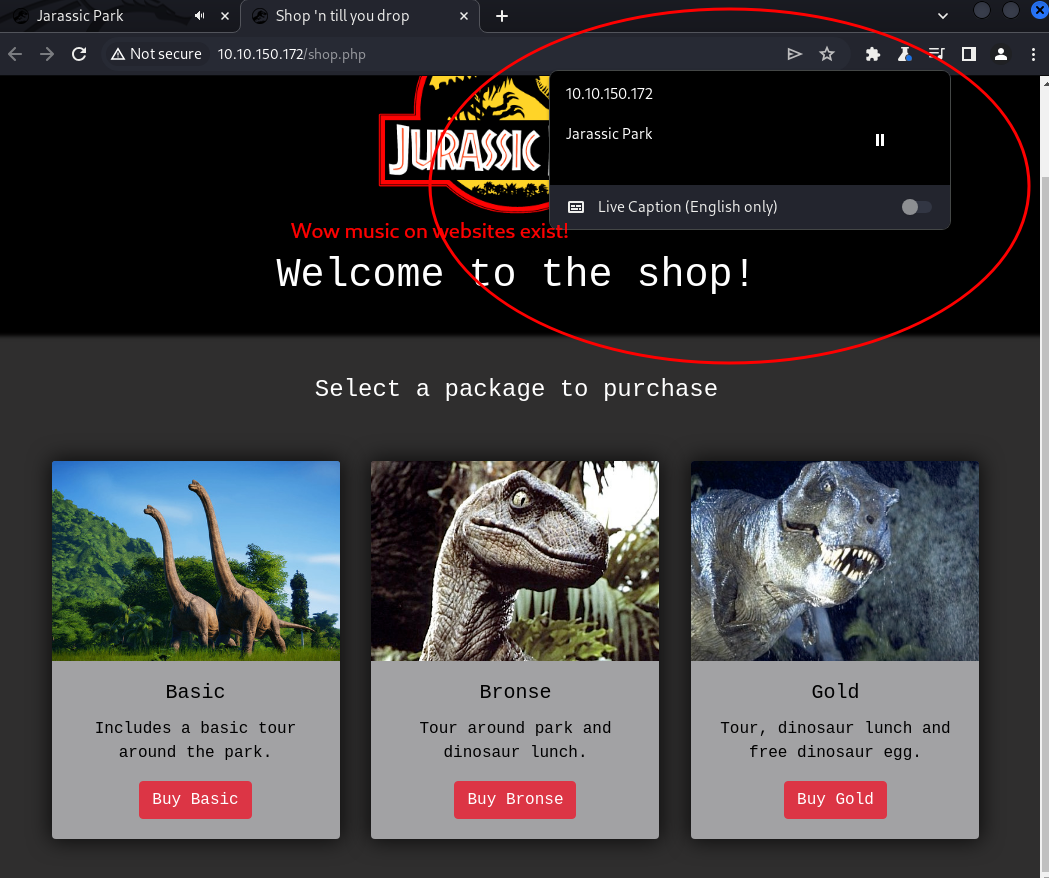 Jarassic Park
Shop 'n till you drop
Not secure
10.10.150.172/shop.php
10.10.150.172
Jarassic Park
Live Caption (English only)
JURASSIC
Wow music on websites exist!
Welcome to the shop!
Select a package to purchase
Basic
Includes a basic tour
around the park.
Buy Basic
Bronse
Tour around park and
dinosaur lunch.
Buy Bronse
Gold
Tour, dinosaur lunch and
free dinosaur egg.
Buy Gold